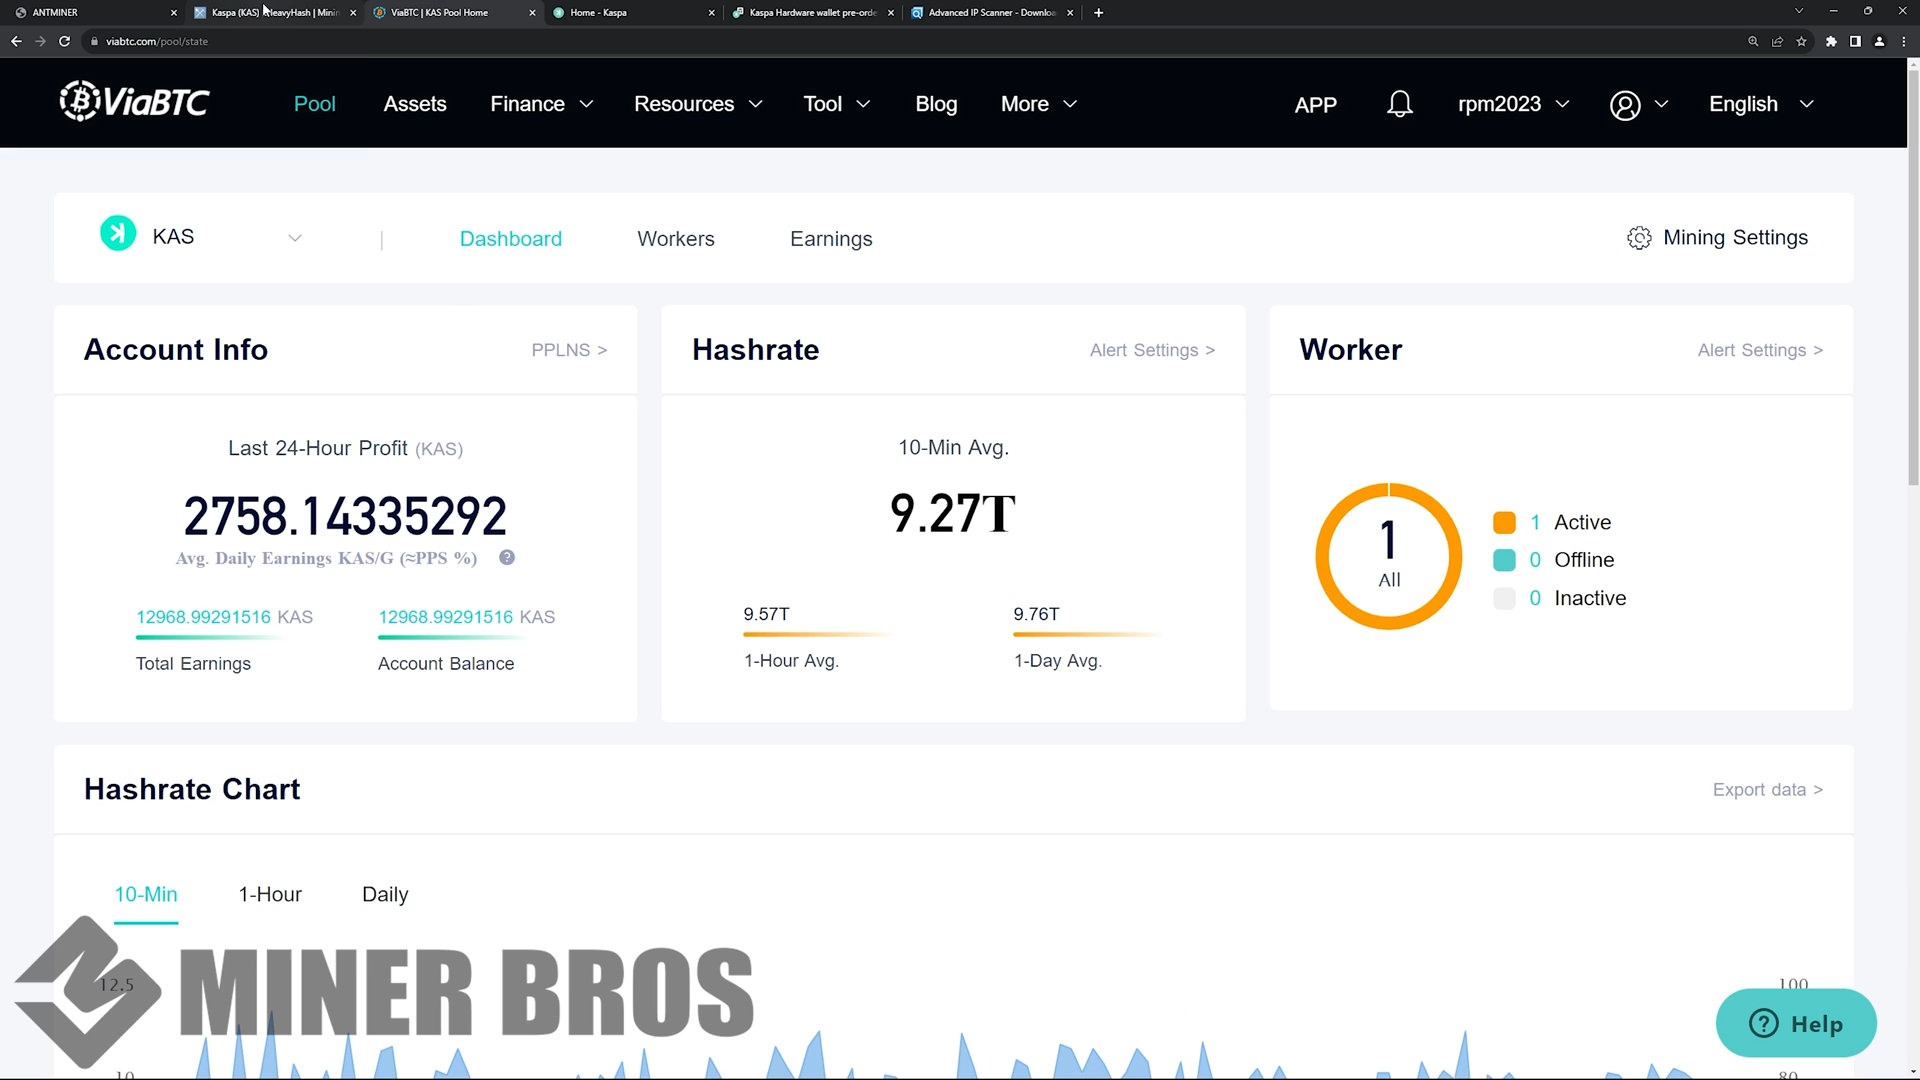 ANTMINER
Kaspa (KAS) HeavyHash | Minin
ViaBTC | KAS Pool Home
Home - Kaspa
Kaspa Hardware wallet pre-orde
Advanced IP Scanner - Downloa
viabtc.com/pool/state
ViaBTC
Pool
Assets
Finance
Resources
Tool
Blog
More
APP
rpm2023
English
KAS
Dashboard
Workers
Earnings
Mining Settings
Account Info
PPLNS >
Hashrate
Alert Settings >
Worker
Alert Settings >
Last 24-Hour Profit (KAS)
2758.14335292
Avg. Daily Earnings KAS/G (≈PPS %)
12968.99291516 KAS
Total Earnings
12968.99291516 KAS
Account Balance
10-Min Avg.
9.27T
9.57T
1-Hour Avg.
9.76T
1-Day Avg.
1
All
1 Active
0 Offline
0 Inactive
Hashrate Chart
Export data >
10-Min
1-Hour
Daily
12.5
100
MINER BROS
Help
10
80